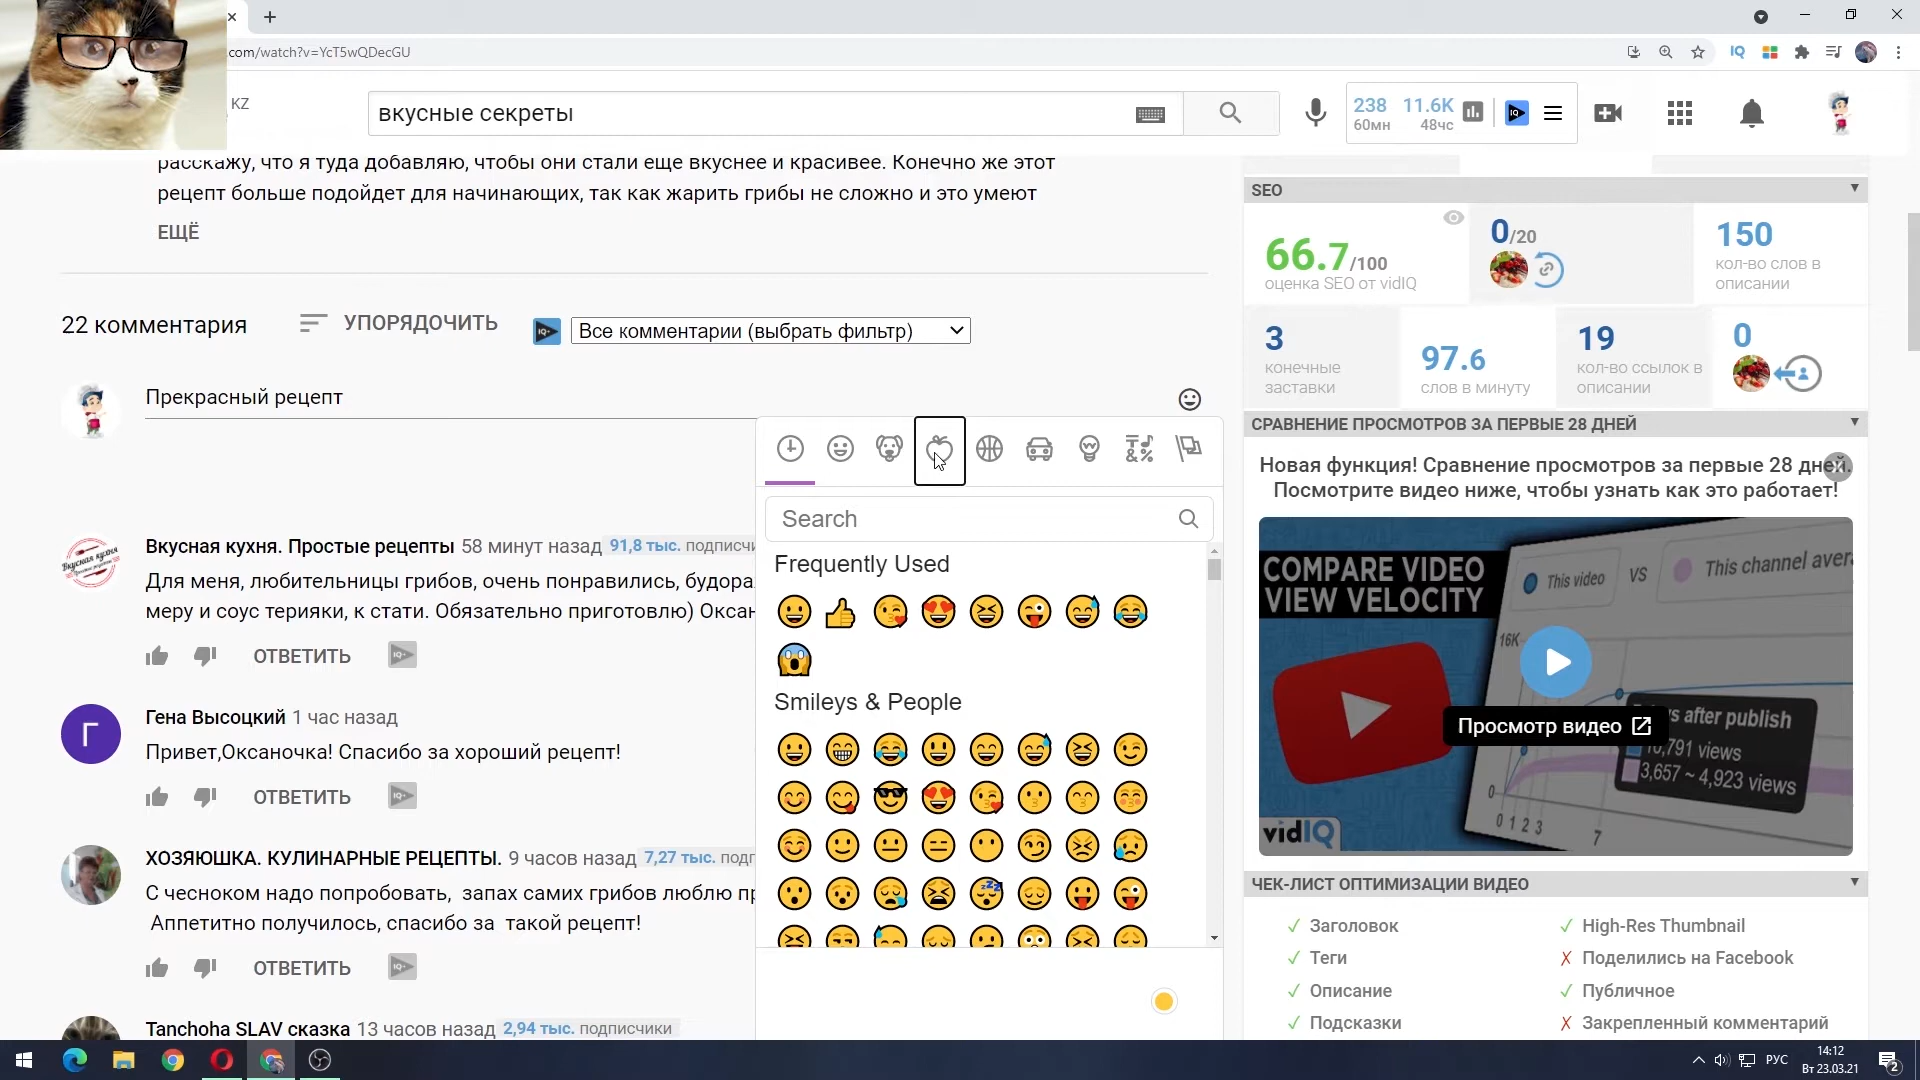 .com/watch?v=YcT5wQDecGU
KZ
вкусные секреты
238 11.6K
60мн 48чс
расскажу, что я туда добавляю, чтобы они стали еще вкуснее и красивее. Конечно же этот
рецепт больше подойдет для начинающих, так как жарить грибы не сложно и это умеют
ЕЩЁ
22 комментария
УПОРЯДОЧИТЬ
Все комментарии (выбрать фильтр)
Прекрасный рецепт
Search
Frequently Used
Smileys & People
Вкусная кухня. Простые рецепты 58 минут назад 91,8 тыс. подписчи
Для меня, любительницы грибов, очень понравились, будора
меру и соус терияки, к стати. Обязательно приготовлю) Оксан
ОТВЕТИТЬ
Г
Гена Высоцкий 1 час назад
Привет,Оксаночка! Спасибо за хороший рецепт!
ОТВЕТИТЬ
ХОЗЯЮШКА. КУЛИНАРНЫЕ РЕЦЕПТЫ. 9 часов назад 7,27 тыс. подп
С чесноком надо попробовать, запах самих грибов люблю пр
Аппетитно получилось, спасибо за такой рецепт!
ОТВЕТИТЬ
Tanchoha SLAV сказка 13 часов назад 2,94 тыс. подписчики
SEO
66.7/100
оценка SEO от vidIQ
0/20
150
кол-во слов в
описании
3
конечные
заставки
97.6
слов в минуту
19
кол-во ссылок в
описании
0
СРАВНЕНИЕ ПРОСМОТРОВ ЗА ПЕРВЫЕ 28 ДНЕЙ
Новая функция! Сравнение просмотров за первые 28 дней.
Посмотрите видео ниже, чтобы узнать как это работает!
COMPARE VIDEO
VIEW VELOCITY
This video VS This channel avera
16K
Просмотр видео
s after publish
10,791 views
3,657 ~ 4,923 views
0
0 1 2 3 7
vidIQ
ЧЕК-ЛИСТ ОПТИМИЗАЦИИ ВИДЕО
✓ Заголовок
✓ High-Res Thumbnail
✓ Теги
✗ Поделились на Facebook
✓ Описание
✓ Публичное
✓ Подсказки
✗ Закрепленный комментарий
РУС
14:12
Вт 23.03.21
2